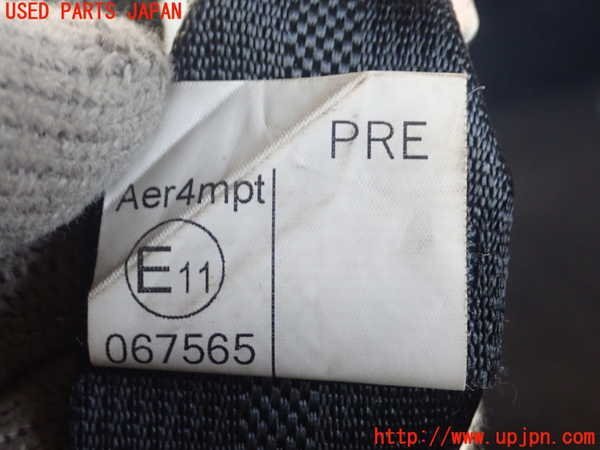 USED PARTS JAPAN
PRE
Aer4mpt
E11
067565
http://www.upjpn.com/